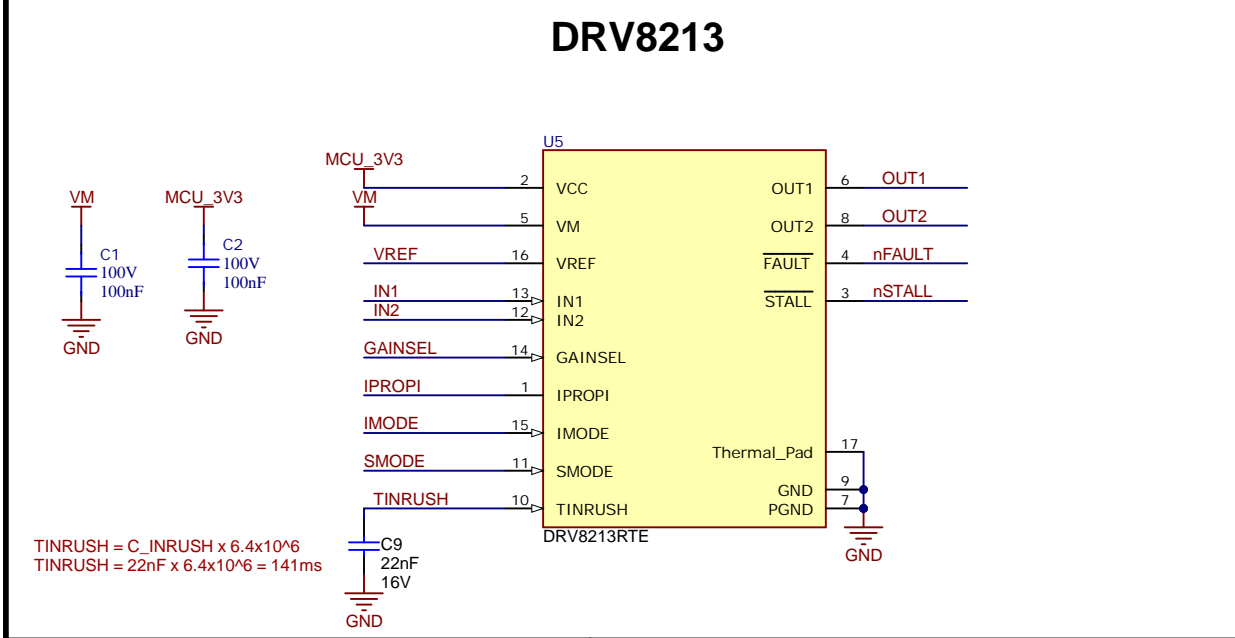 DRV8213
U5
MCU_3V3
2
VCC
OUT1
6
OUT1
VM
MCU_3V3
VM
5
VM
OUT2
8
OUT2
C1
100V
100nF
C2
100V
100nF
VREF
16
VREF
FAULT
4
nFAULT
IN1
13
IN1
STALL
3
nSTALL
IN2
12
IN2
GND
GND
GAINSEL
14
GAINSEL
IPROPI
1
IPROPI
IMODE
15
IMODE
Thermal_Pad
17
SMODE
11
SMODE
GND
9
TINRUSH
10
TINRUSH
PGND
7
DRV8213RTE
GND
TINRUSH = C_INRUSH x 6.4x10^6
TINRUSH = 22nF x 6.4x10^6 = 141ms
C9
22nF
16V
GND